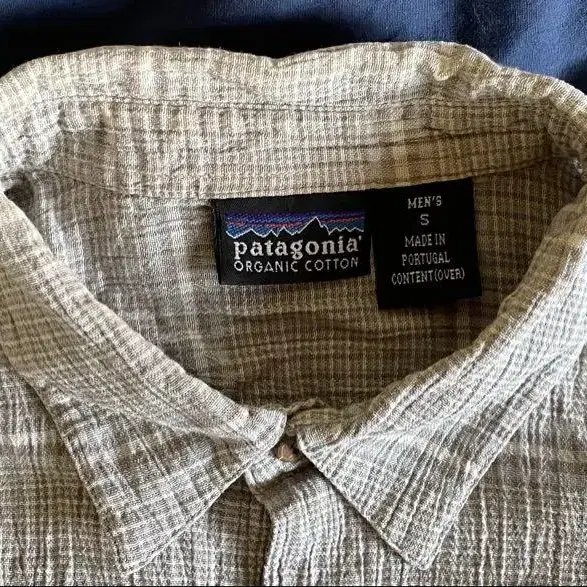 patagonia®
ORGANIC COTTON
MEN'S
S
MADE IN
PORTUGAL
CONTENT(OVER)